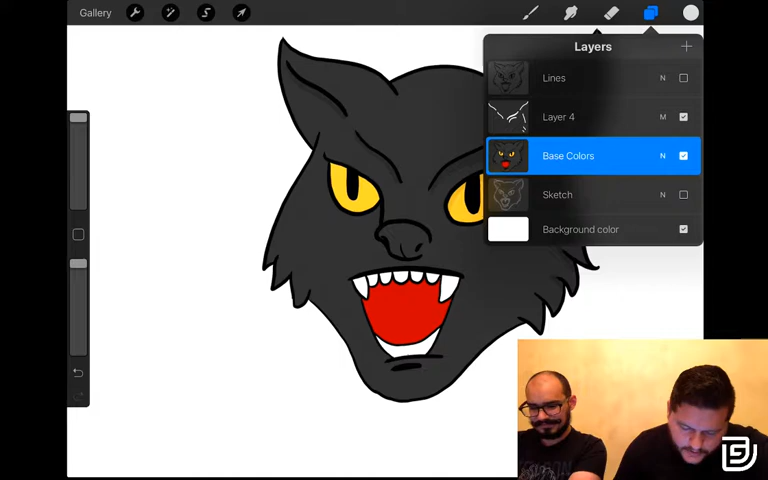 Gallery
Layers
Lines N
Layer 4 M
Base Colors N
Sketch N
Background color